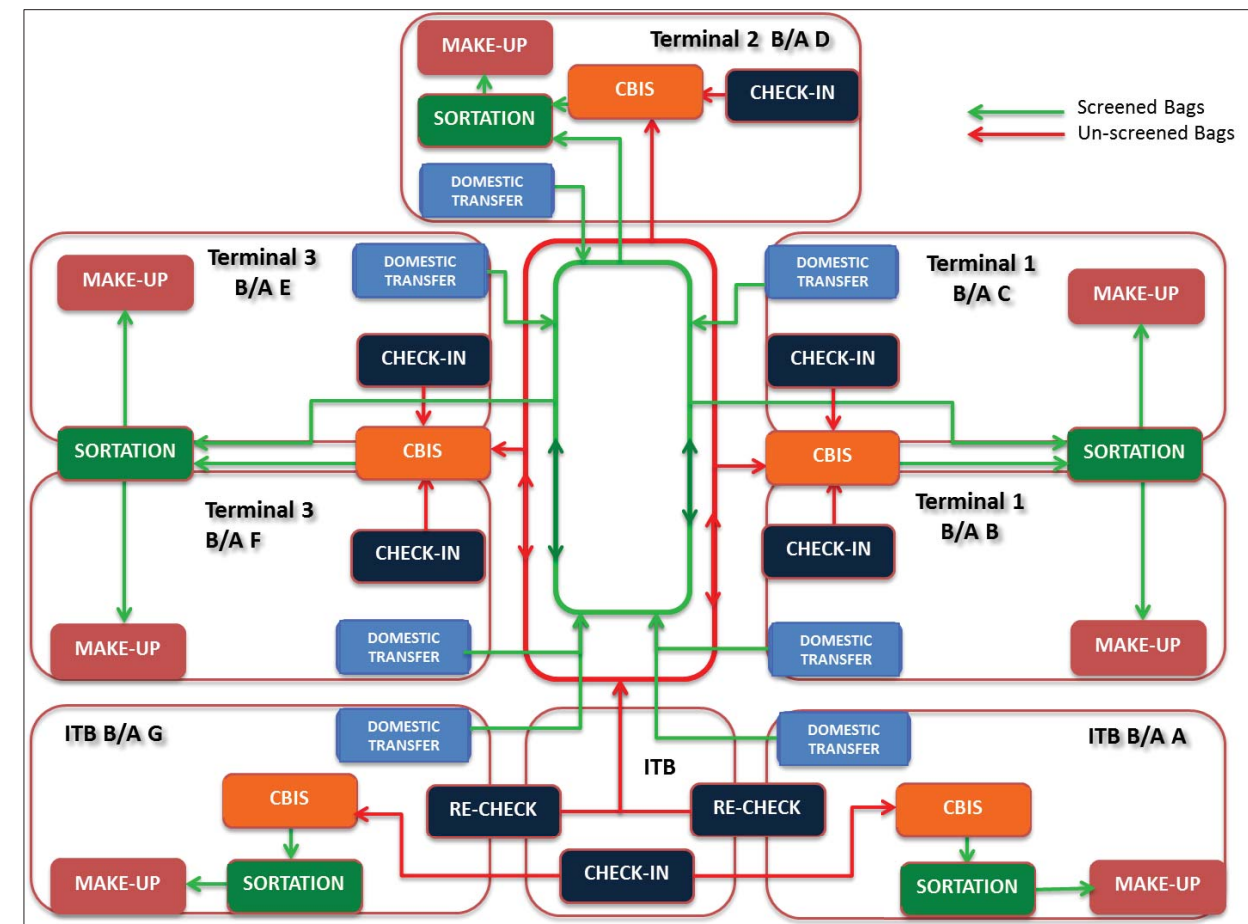 MAKE-UP
Terminal 2 B/A D
CBIS
CHECK-IN
SORTATION
DOMESTIC
TRANSFER
Screened Bags
Un-screened Bags
MAKE-UP
Terminal 3
B/A E
DOMESTIC
TRANSFER
CHECK-IN
SORTATION
CBIS
Terminal 3
B/A F
CHECK-IN
MAKE-UP
DOMESTIC
TRANSFER
DOMESTIC
TRANSFER
Terminal 1
B/A C
MAKE-UP
CHECK-IN
CBIS
SORTATION
Terminal 1
B/A B
CHECK-IN
DOMESTIC
TRANSFER
MAKE-UP
ITB B/A G
DOMESTIC
TRANSFER
CBIS
RE-CHECK
MAKE-UP
SORTATION
ITB
RE-CHECK
CHECK-IN
DOMESTIC
TRANSFER
ITB B/A A
CBIS
SORTATION
MAKE-UP